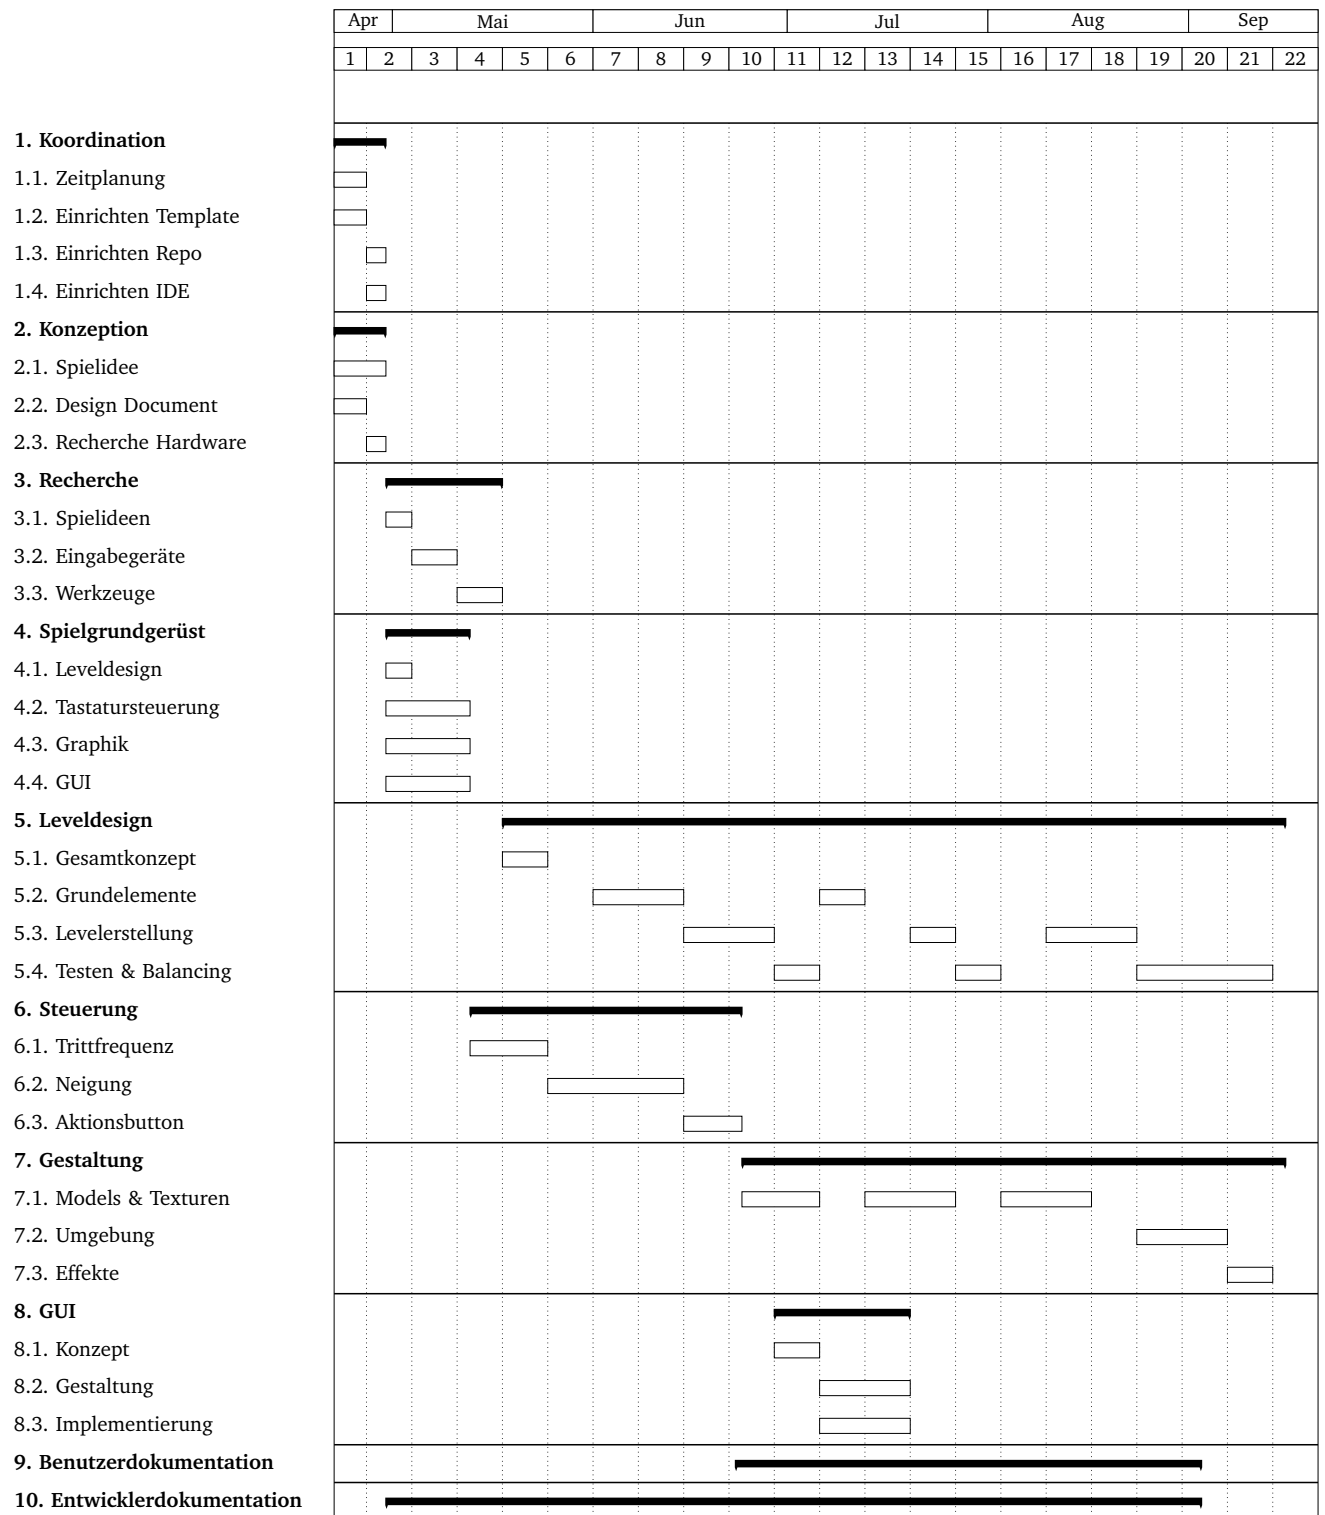 Apr Mai Jun Jul Aug Sep
1 2 3 4 5 6 7 8 9 10 11 12 13 14 15 16 17 18 19 20 21 22
1. Koordination
1.1. Zeitplanung
1.2. Einrichten Template
1.3. Einrichten Repo
1.4. Einrichten IDE
2. Konzeption
2.1. Spielidee
2.2. Design Document
2.3. Recherche Hardware
3. Recherche
3.1. Spielideen
3.2. Eingabegeräte
3.3. Werkzeuge
4. Spielgrundgerüst
4.1. Leveldesign
4.2. Tastatursteuerung
4.3. Graphik
4.4. GUI
5. Leveldesign
5.1. Gesamtkonzept
5.2. Grundelemente
5.3. Levelerstellung
5.4. Testen & Balancing
6. Steuerung
6.1. Trittfrequenz
6.2. Neigung
6.3. Aktionsbutton
7. Gestaltung
7.1. Models & Texturen
7.2. Umgebung
7.3. Effekte
8. GUI
8.1. Konzept
8.2. Gestaltung
8.3. Implementierung
9. Benutzerdokumentation
10. Entwicklerdokumentation